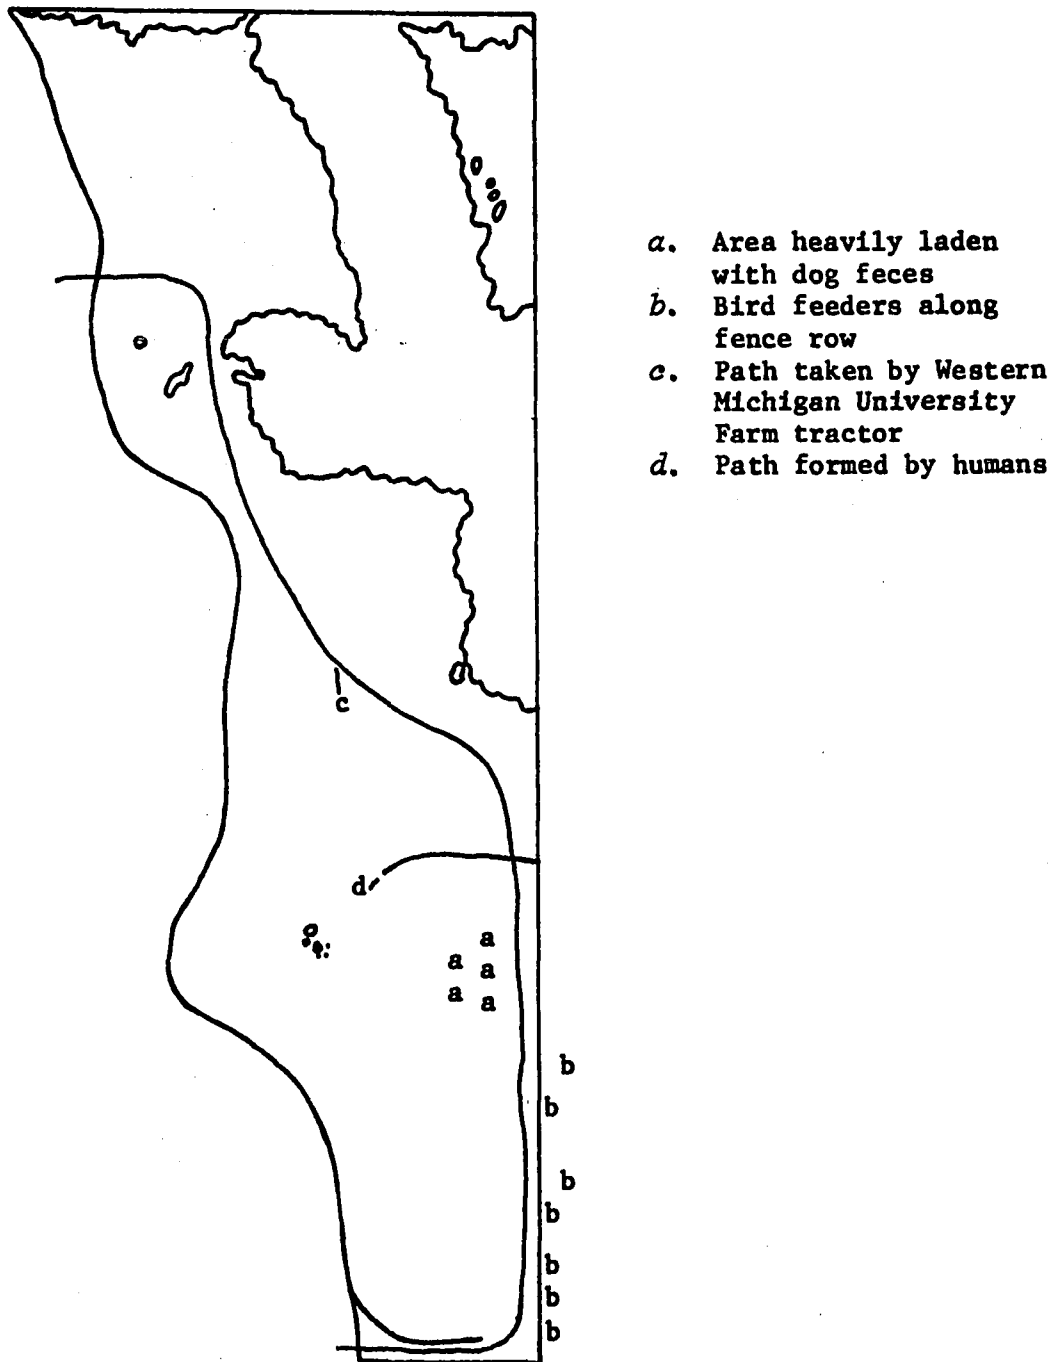 a. Area heavily laden
with dog feces
b. Bird feeders along
fence row
c. Path taken by Western
Michigan University
Farm tractor
d. Path formed by humans
c
d
a
a
a
a
a
b
b
b
b
b
b
b